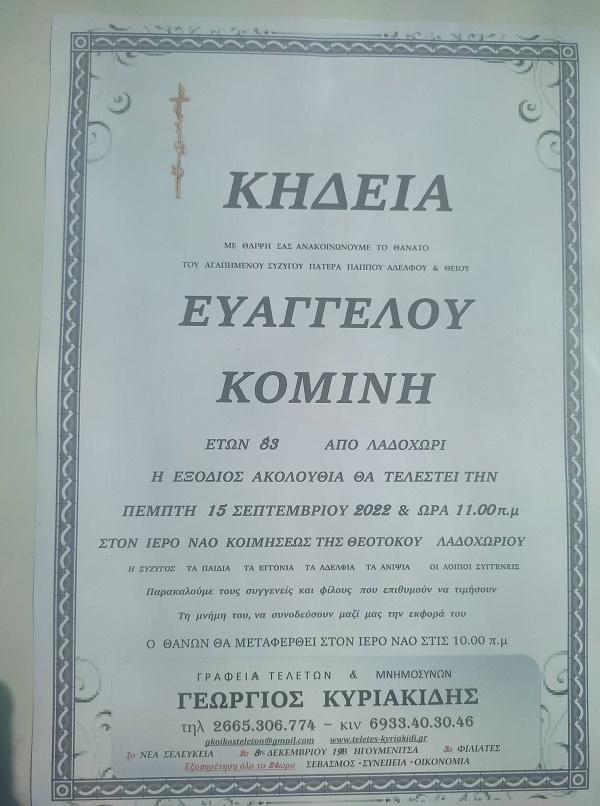 ΚΗΔΕΙΑ
ΜΕ ΘΛΙΨΗ ΣΑΣ ΑΝΑΚΟΙΝΩΝΟΥΜΕ ΤΟ ΘΑΝΑΤΟ
ΤΟΥ ΑΓΑΠΗΜΕΝΟΥ ΣΥΖΥΓΟΥ ΠΑΤΕΡΑ ΠΑΠΠΟΥ ΑΔΕΛΦΟΥ & ΘΕΙΟΥ
ΕΥΑΓΓΕΛΟΥ
ΚΟΜΙΝΗ
ΕΤΩΝ 83 ΑΠΟ ΛΑΔΟΧΩΡΙ
Η ΕΞΟΔΙΟΣ ΑΚΟΛΟΥΘΙΑ ΘΑ ΤΕΛΕΣΤΕΙ ΤΗΝ
ΠΕΜΠΤΗ 15 ΣΕΠΤΕΜΒΡΙΟΥ 2022 & ΩΡΑ 11.00π.μ
ΣΤΟΝ ΙΕΡΟ ΝΑΟ ΚΟΙΜΗΣΕΩΣ ΤΗΣ ΘΕΟΤΟΚΟΥ ΛΑΔΟΧΩΡΙΟΥ
Η ΣΥΖΥΓΟΣ ΤΑ ΠΑΙΔΙΑ ΤΑ ΕΓΓΟΝΙΑ ΤΑ ΑΔΕΛΦΙΑ ΤΑ ΑΝΙΨΙΑ ΟΙ ΛΟΙΠΟΙ ΣΥΓΓΕΝΕΙΣ
Παρακαλούμε τους συγγενείς και φίλους που επιθυμούν να τιμήσουν
Τη μνήμη του, να συνοδεύσουν μαζί μας την εκφορά του
Ο ΘΑΝΩΝ ΘΑ ΜΕΤΑΦΕΡΘΕΙ ΣΤΟΝ ΙΕΡΟ ΝΑΟ ΣΤΙΣ 10.00 π.μ
ΓΡΑΦΕΙΑ ΤΕΛΕΤΩΝ & ΜΝΗΜΟΣΥΝΩΝ
ΓΕΩΡΓΙΟΣ ΚΥΡΙΑΚΙΔΗΣ
τηλ 2665.306.774 – κιν 6933.40.30.46
gkoikosteleton@gmail.com www.teletes-kyriakidi.gr
1ο ΝΕΑ ΣΕΛΕΥΚΕΙΑ 2ο 8ης ΔΕΚΕΜΒΡΙΟΥ 19Β ΗΓΟΥΜΕΝΙΤΣΑ 3ο ΦΙΛΙΑΤΕΣ
Εξυπηρέτηση όλο το 24ωρο ΣΕΒΑΣΜΟΣ -ΣΥΝΕΠΕΙΑ -ΟΙΚΟΝΟΜΙΑ